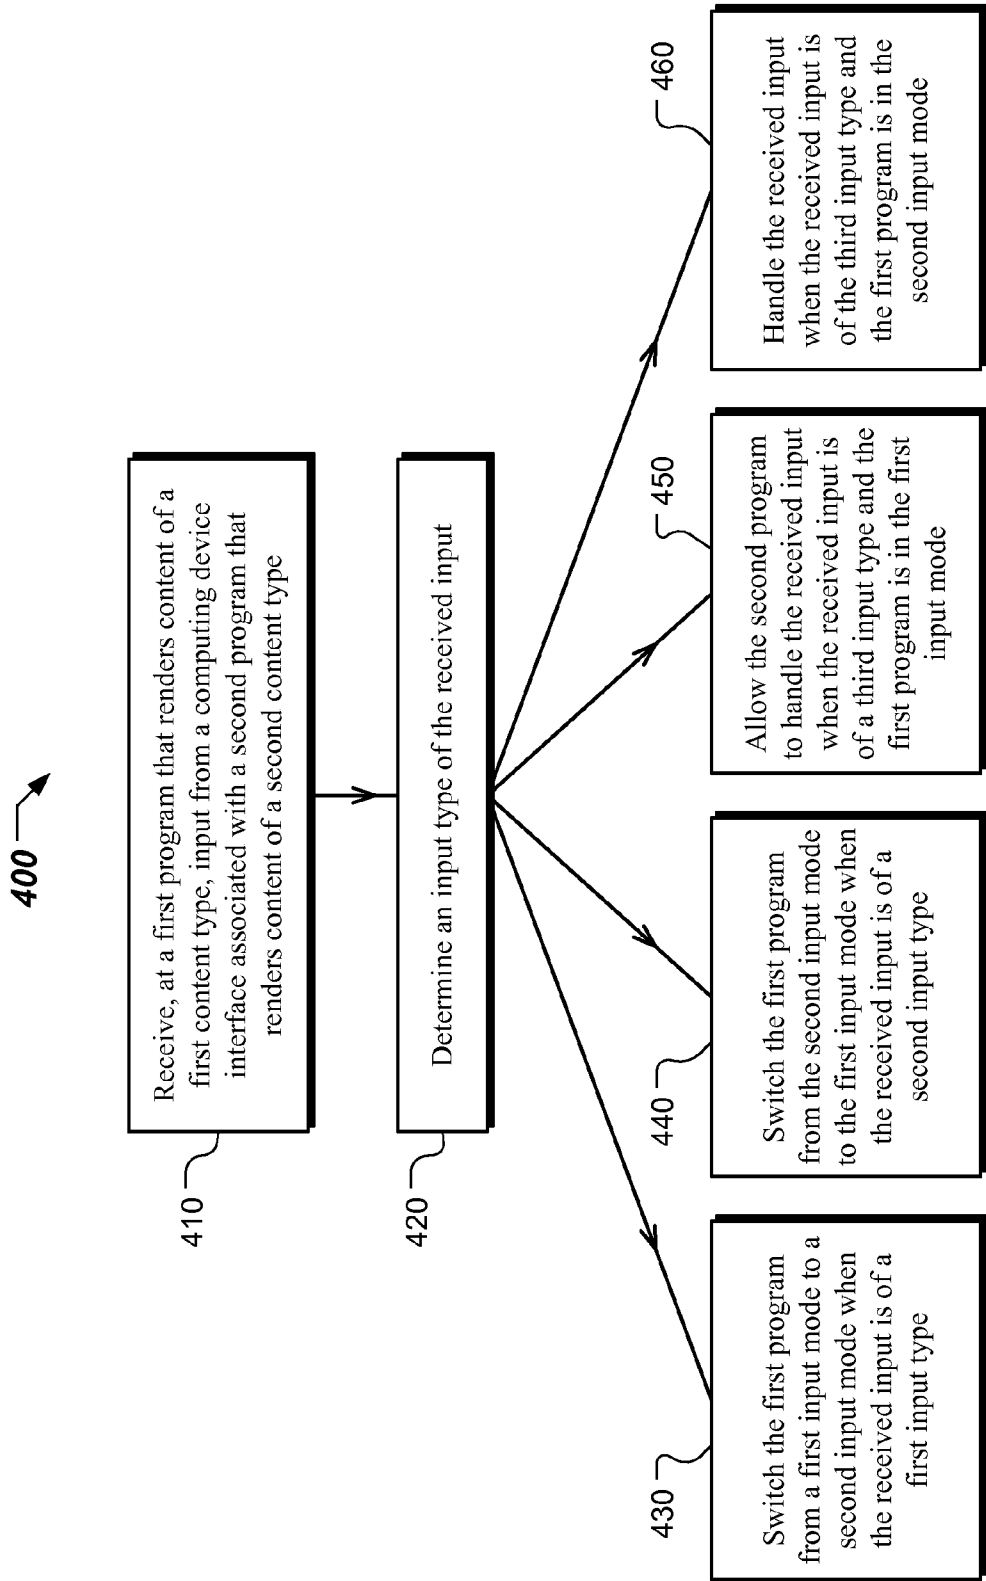 400
Receive, at a first program that renders content of a
first content type, input from a computing device
interface associated with a second program that
renders content of a second content type
410
Determine an input type of the received input
420
430
Switch the first program
from a first input mode to a
second input mode when
the received input is of a
first input type
440
Switch the first program
from the second input mode
to the first input mode when
the received input is of a
second input type
450
Allow the second program
to handle the received input
when the received input is
of a third input type and the
first program is in the first
input mode
460
Handle the received input
when the received input is
of the third input type and
the first program is in the
second input mode